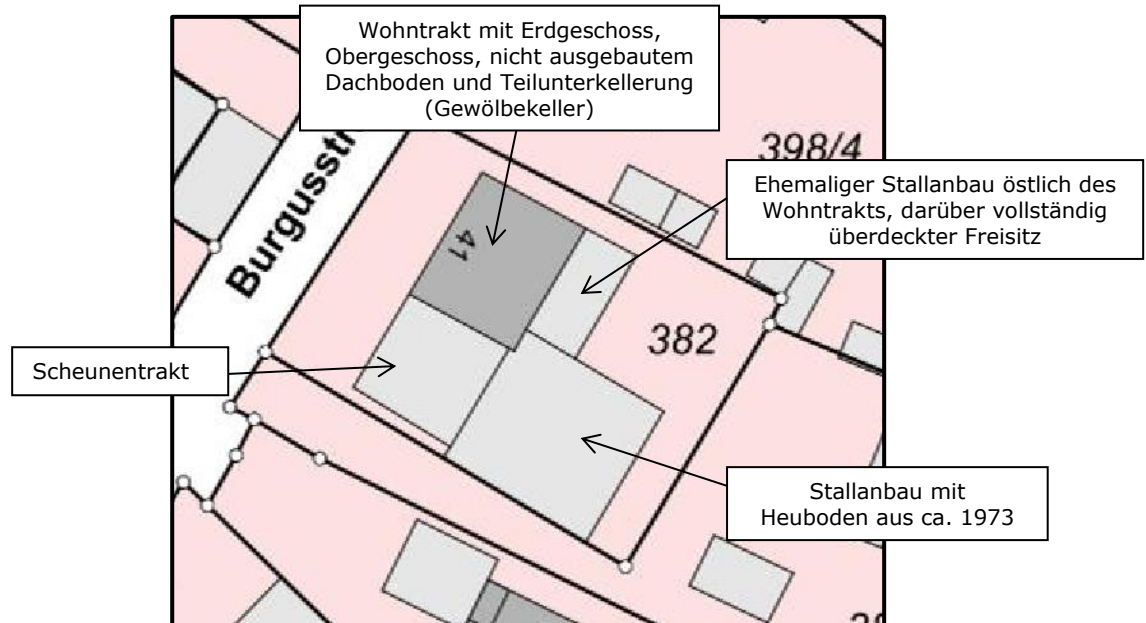 Wohntrakt mit Erdgeschoss,
Obergeschoss, nicht ausgebautem
Dachboden und Teilunterkellerung
(Gewölbekeller)
398/4
Ehemaliger Stallanbau östlich des
Wohntrakts, darüber vollständig
überdeckter Freisitz
Burgusstr
41
382
Scheunentrakt
Stallanbau mit
Heuboden aus ca. 1973